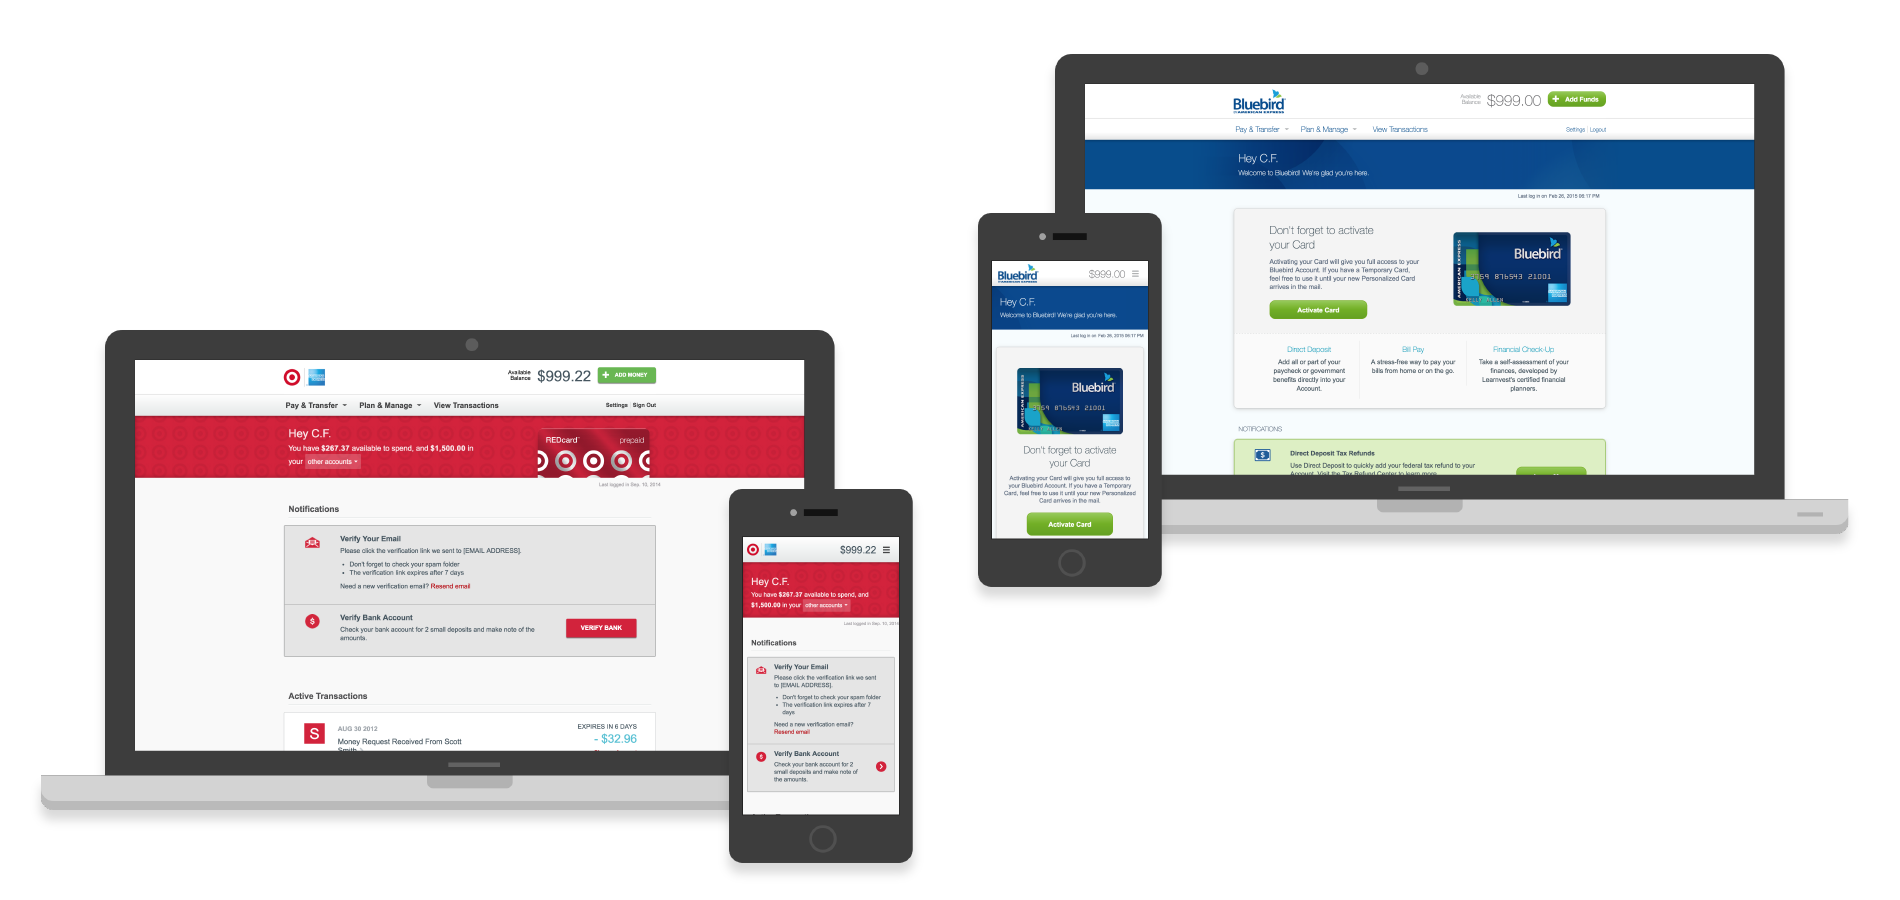 Available
Balance
$999.22
ADD MONEY
Pay & Transfer
Plan & Manage
View Transactions
Settings
Sign Out
Hey C.F.
You have $267.37 available to spend, and $1,500.00 in
your other accounts
REDcard
prepaid
Last logged in Sep. 10, 2014
Notifications
Verify Your Email
Please click the verification link we sent to [EMAIL ADDRESS].
• Don't forget to check your spam folder
• The verification link expires after 7 days
Need a new verification email? Resend email
Verify Bank Account
Check your bank account for 2 small deposits and make note of the
amounts.
VERIFY BANK
Active Transactions
S
AUG 30 2012
Money Request Received From Scott
Smith
EXPIRES IN 6 DAYS
- $32.96
$999.22
Hey C.F.
You have $267.37 available to spend, and
$1,500.00 in your other accounts
Last logged in Sep. 10, 2014
Notifications
Verify Your Email
Please click the verification link we sent
to [EMAIL ADDRESS].
• Don't forget to check your spam folder
• The verification link expires after 7
days
Need a new verification email?
Resend email
Verify Bank Account
Check your bank account for 2
small deposits and make note of
the amounts.
Bluebird
$999.00
Hey C.F.
Welcome to Bluebird! We're glad you're here.
Last log in on Feb 26, 2015 06:17 PM
AMERICAN EXPRESS
Bluebird
3759 876543 21001
Don't forget to activate
your Card
Activating your Card will give you full access to
your Bluebird Account. If you have a Temporary
Card, feel free to use it until your new Personalized
Card arrives in the mail.
Activate Card
Bluebird
AMERICAN EXPRESS
Available
Balance
$999.00
Add Funds
Pay & Transfer
Plan & Manage
View Transactions
Settings
Logout
Hey C.F.
Welcome to Bluebird! We're glad you're here.
Last log in on Feb 26, 2015 06:17 PM
Don't forget to activate
your Card
Activating your Card will give you full access to your
Bluebird Account. If you have a Temporary Card,
feel free to use it until your new Personalized Card
arrives in the mail.
Activate Card
AMERICAN EXPRESS
Bluebird
3759 876543 21001
Direct Deposit
Add all or part of your
paycheck or government
benefits directly into your
Account.
Bill Pay
A stress-free way to pay your
bills from home or on the go.
Financial Check-Up
Take a self-assessment of your
finances, developed by
Learnvest's certified financial
planners.
NOTIFICATIONS
$
Direct Deposit Tax Refunds
Use Direct Deposit to quickly add your federal tax refund to your
Account. Visit the Tax Refund Center to learn more.